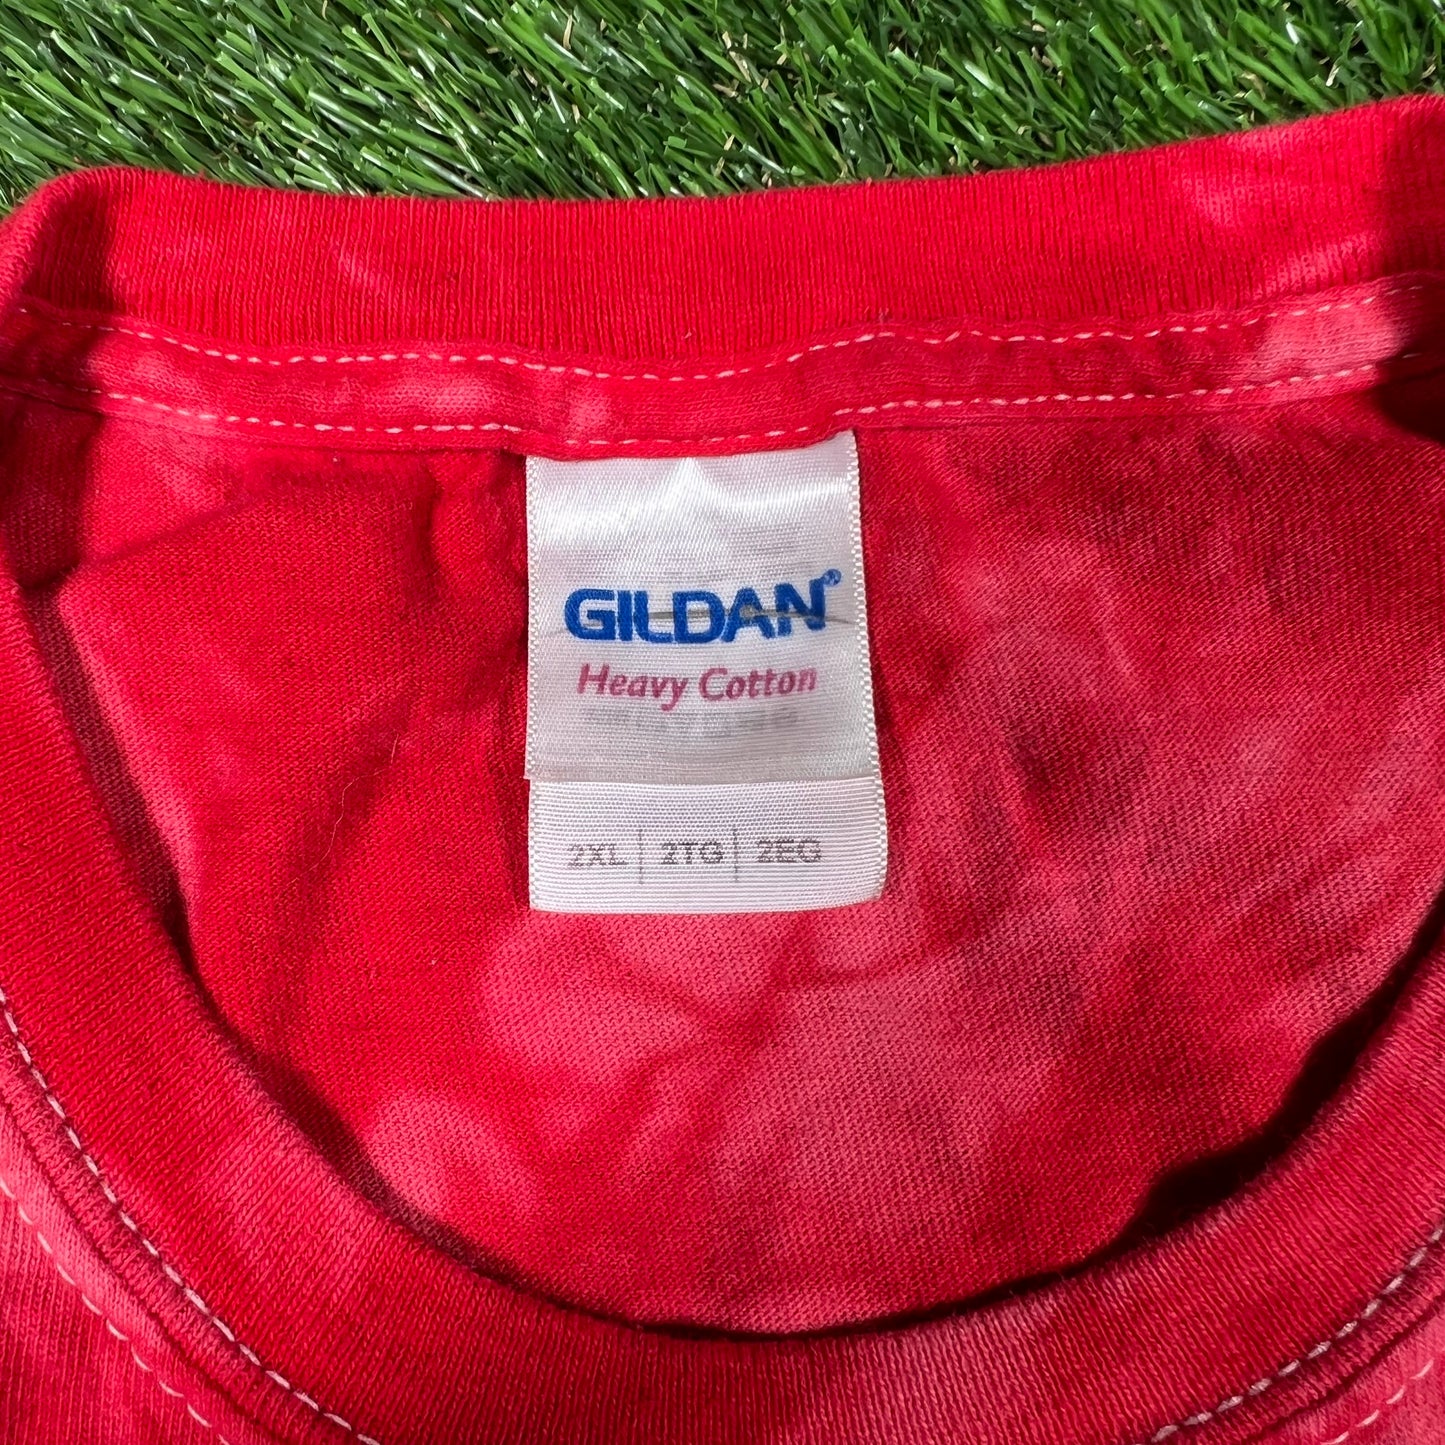 GILDAN®
Heavy Cotton
2XL | 2TG | 2EG